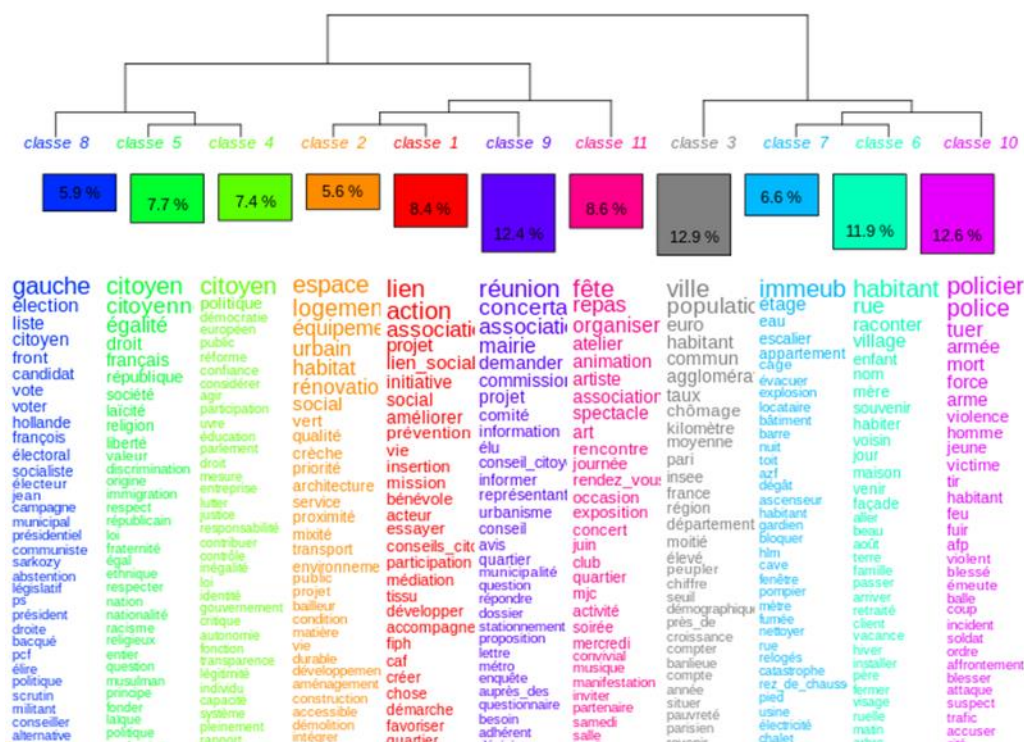 classe 8 classe 5 classe 4 classe 2 classe 1 classe 9 classe 11 classe 3 classe 7 classe 6 classe 10
5.9 % 7.7 % 7.4 % 5.6 % 8.4 % 12.4 % 8.6 % 12.9 % 6.6 % 11.9 % 12.6 %
gauche
élection
liste
citoyen
front
candidat
vote
voter
hollande
françois
électoral
socialiste
électeur
jean
campagne
municipal
présidentiel
communiste
sarkozy
abstention
législatif
ps
président
droite
bacqué
pcf
élire
politique
scrutin
militant
conseiller
alternative
citoyen
citoyenn
égalité
droit
français
république
société
laïcité
religion
liberté
valeur
discrimination
origine
immigration
respect
républicain
loi
fraternité
égal
ethnique
respecter
nation
nationalité
racisme
religieux
entier
question
musulman
principe
fonder
laïque
politique
citoyen
politique
démocratie
européen
public
réforme
confiance
considérer
agir
participation
uvre
éducation
parlement
droit
mesure
entreprise
lutter
justice
responsabilité
contribuer
contrôle
inégalité
loi
identité
gouvernement
critique
autonomie
fonction
transparence
légitimité
individu
capacité
système
pleinement
rapport
espace
logemen
équipeme
urbain
habitat
rénovatio
social
vert
qualité
crèche
priorité
architecture
service
proximité
mixité
transport
environneme
public
projet
bailleur
condition
matière
vie
durable
développemen
aménagement
construction
accessible
démolition
intégrer
lien
action
associatio
projet
lien_social
initiative
social
améliorer
prévention
vie
insertion
mission
bénévole
acteur
essayer
conseils_cito
participation
médiation
tissu
développer
accompagne
fiph
caf
créer
chose
démarche
favoriser
quartier
réunion
concerta
associati
mairie
demander
commission
projet
comité
information
élu
conseil_citoy
informer
représentant
urbanisme
conseil
avis
quartier
municipalité
question
répondre
dossier
stationnement
proposition
lettre
métro
enquête
auprès_des
questionnaire
besoin
adhérent
fête
repas
organiser
atelier
animation
artiste
association
spectacle
art
rencontre
journée
rendez_vous
occasion
exposition
concert
juin
club
quartier
mjc
activité
soirée
mercredi
convivial
musique
manifestation
inviter
partenaire
samedi
salle
ville
populatio
euro
habitant
commun
agglomérat
taux
chômage
kilomètre
moyenne
pari
insee
france
région
département
moitié
élevé
peupler
chiffre
seuil
démographique
près_de
croissance
compter
banlieue
compte
année
situer
pauvreté
parisien
immeub
étage
eau
escalier
appartement
cage
évacuer
explosion
locataire
bâtiment
barre
nuit
toit
azf
dégât
ascenseur
habitant
gardien
bloquer
hlm
cave
fenêtre
pompier
mètre
fumée
nettoyer
rue
relogés
catastrophe
rez_de_chauss
pied
usine
électricité
chalet
habitant
rue
raconter
village
enfant
nom
mère
souvenir
habiter
voisin
jour
maison
venir
façade
aller
beau
août
terre
famille
passer
arriver
retraité
client
vacance
hiver
installer
père
fermer
visage
ruelle
matin
policier
police
tuer
armée
mort
force
arme
violence
homme
jeune
victime
tir
habitant
feu
fuir
afp
violent
blessé
émeute
balle
coup
incident
soldat
ordre
affrontement
blesser
attaque
suspect
trafic
accuser